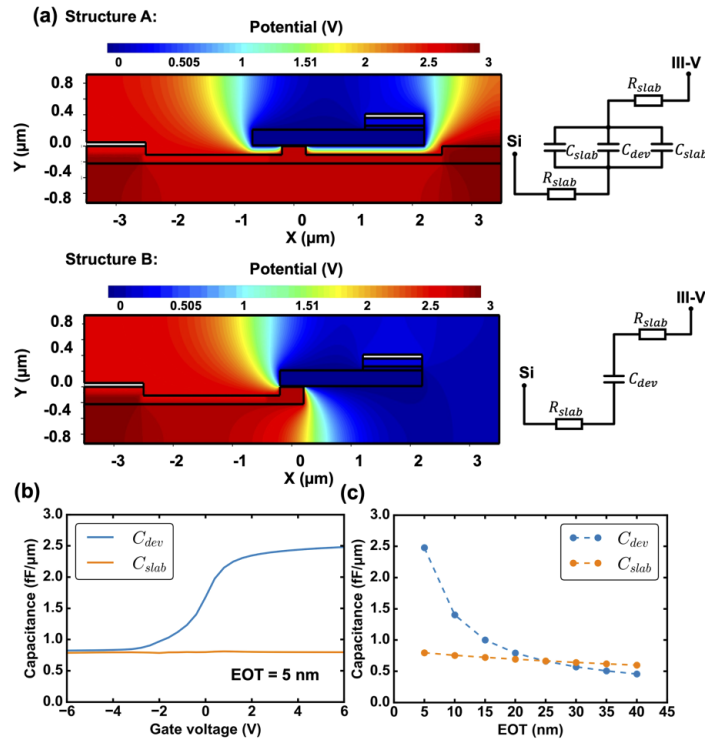 (a) Structure A:
Potential (V)
0 0.505 1 1.51 2 2.5 3
Y (μm)
0.8
0.4
0.0
-0.4
-0.8
-3 -2 -1 0 1 2 3
X (μm)
III-V
R_slab
Si
C_slab C_dev C_slab
R_slab
Structure B:
Potential (V)
0 0.505 1 1.51 2 2.5 3
Y (μm)
0.8
0.4
0.0
-0.4
-0.8
-3 -2 -1 0 1 2 3
X (μm)
III-V
R_slab
Si
C_dev
R_slab
(b)
Capacitance (fF/μm)
3.0
2.5
2.0
1.5
1.0
0.5
0.0
C_dev
C_slab
EOT = 5 nm
−6 −4 −2 0 2 4 6
Gate voltage (V)
(c)
Capacitance (fF/μm)
3.0
2.5
2.0
1.5
1.0
0.5
0.0
C_dev
C_slab
0 5 10 15 20 25 30 35 40 45
EOT (nm)